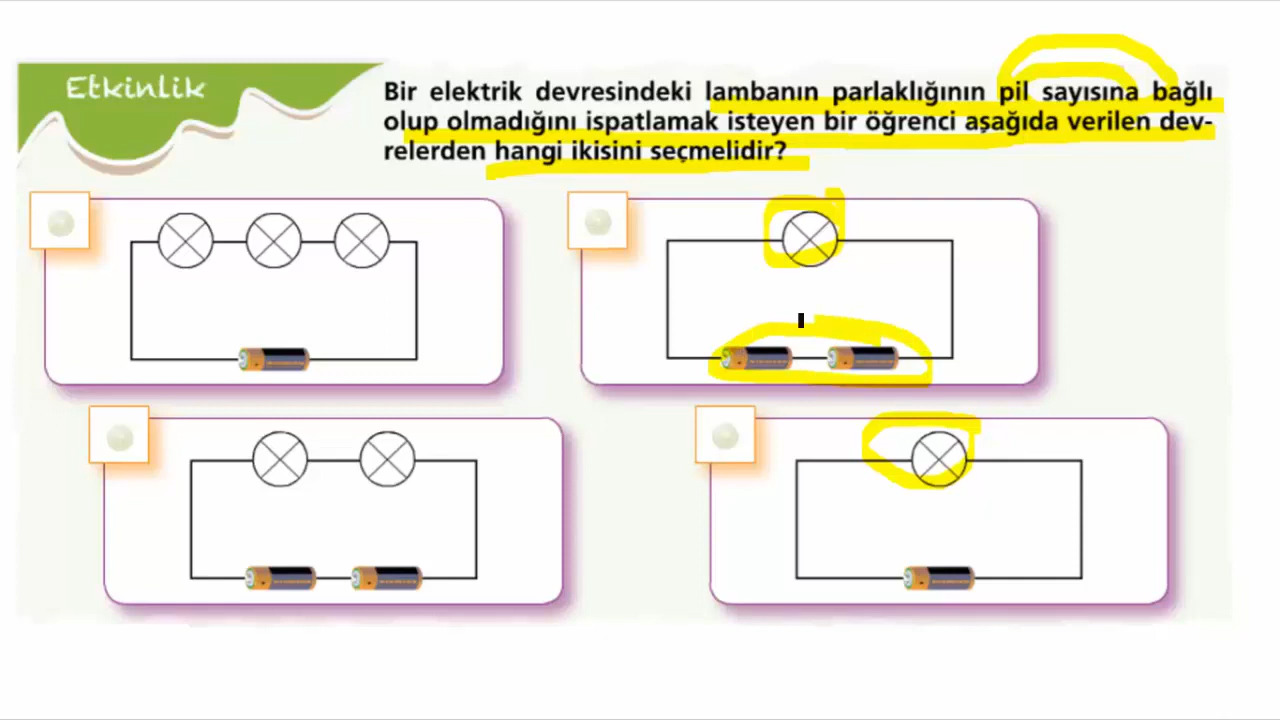 Etkinlik
Bir elektrik devresindeki lambanın parlaklığının pil sayısına bağlı
olup olmadığını ispatlamak isteyen bir öğrenci aşağıda verilen dev-
relerden hangi ikisini seçmelidir?